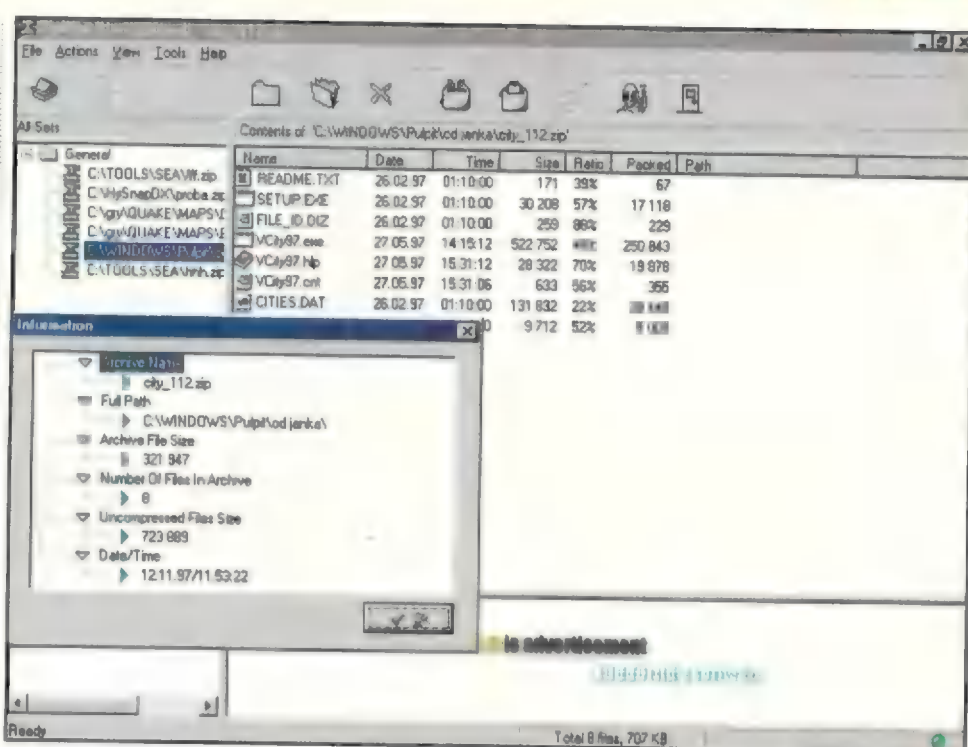 File Actions View Tools Help
All Sets
Contents of 'C:\WINDOWS\Pulpit\od janka\city_112.zip'
General
C:\TOOLS\SEA\
C:\HySnapDX\proba.zip
C:\gry\QUAKE\MAPS\
C:\gry\QUAKE\MAPS\
C:\WINDOWS\Pulpit\
C:\TOOLS\SEA\hnh.zip
Name Date Time Size Ratio Packed Path
README.TXT 26.02.97 01:10:00 171 39% 67
SETUP.EXE 26.02.97 01:10:00 30 208 57% 17 118
FILE_ID.DIZ 26.02.97 01:10:00 259 88% 229
VCity97.exe 27.05.97 14:15:12 522 752 250 843
VCity97.hlp 27.05.97 15:31:12 28 322 70% 19 878
VCity97.cnt 27.05.97 15:31:06 633 56% 355
CITIES.DAT 26.02.97 01:10:00 131 832 22%
9 712 52%
Information
Archive Name
city_112.zip
Full Path
C:\WINDOWS\Pulpit\od janka\
Archive File Size
321 947
Number Of Files In Archive
8
Uncompressed Files Size
723 889
Date/Time
12.11.97/11:53:22
is advertisement
Ready
Total 8 files, 707 KB